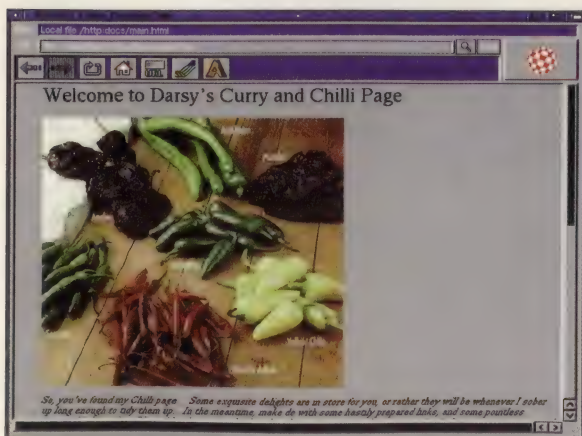 Local file /http:docs/main.html
Welcome to Darsy's Curry and Chilli Page
Yellow Chile
So, you've found my Chilli page Some exquisite delights are in store for you, or rather they will be whenever I sober
up long enough to tidy them up. In the meantime, make do with some hastily prepared links, and some pointless